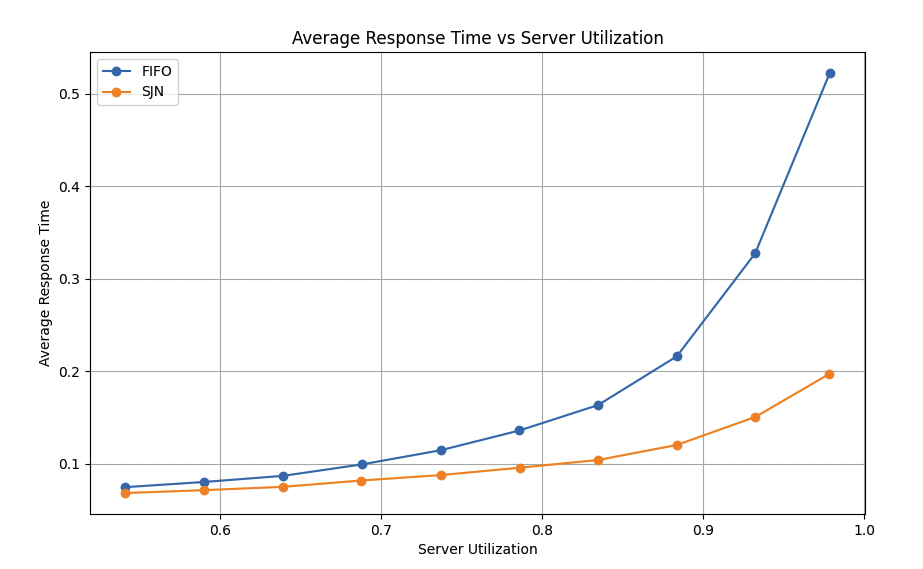 Average Response Time vs Server Utilization
FIFO
SJN
0.5
0.4
0.3
0.2
0.1
Average Response Time
0.6
0.7
0.8
0.9
1.0
Server Utilization